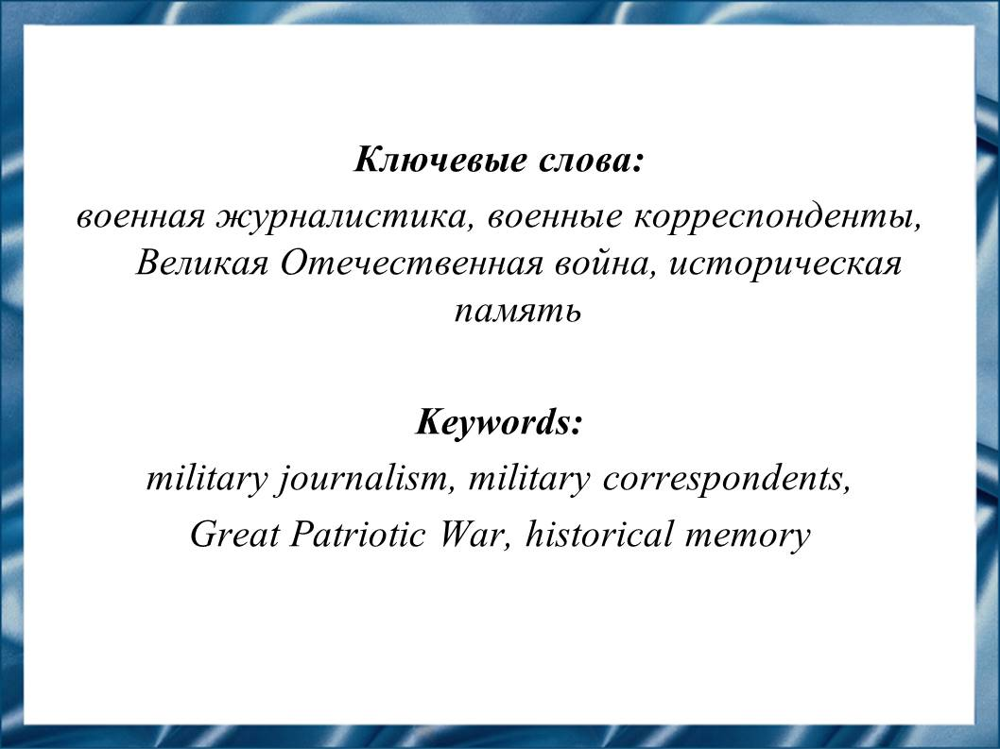 Ключевые слова:
военная журналистика, военные корреспонденты,
Великая Отечественная война, историческая
память
Keywords:
military journalism, military correspondents,
Great Patriotic War, historical memory